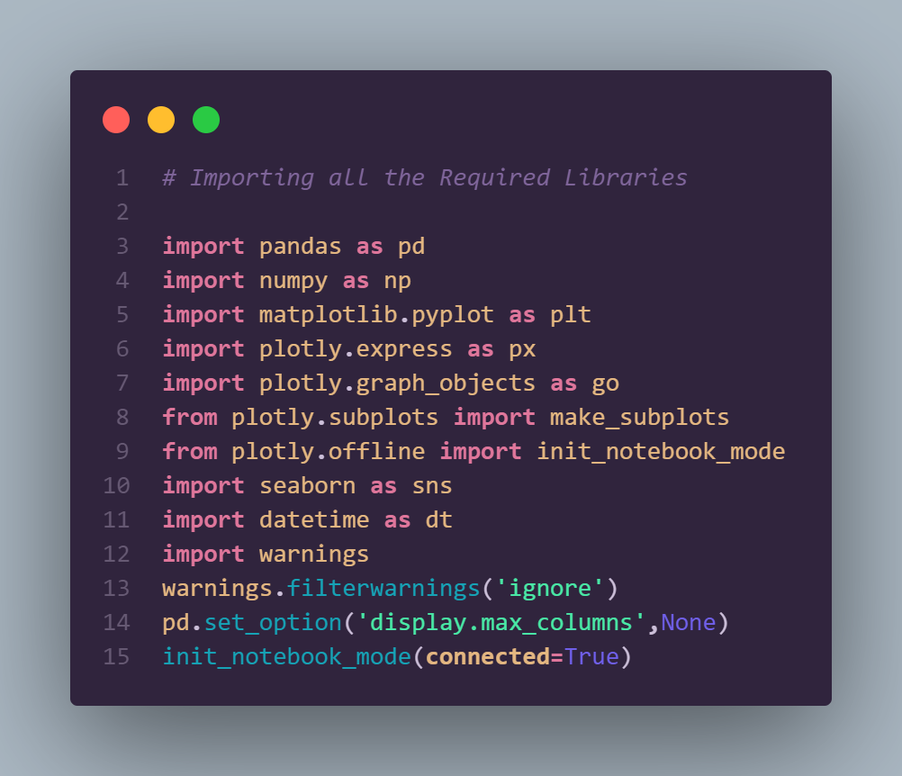 1 # Importing all the Required Libraries
2
3 import pandas as pd
4 import numpy as np
5 import matplotlib.pyplot as plt
6 import plotly.express as px
7 import plotly.graph_objects as go
8 from plotly.subplots import make_subplots
9 from plotly.offline import init_notebook_mode
10 import seaborn as sns
11 import datetime as dt
12 import warnings
13 warnings.filterwarnings('ignore')
14 pd.set_option('display.max_columns',None)
15 init_notebook_mode(connected=True)